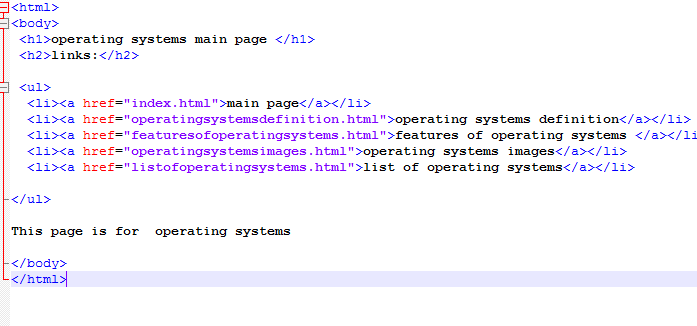 <html>
<body>
<h1>operating systems main page </h1>
<h2>links:</h2>
<ul>
<li><a href="index.html">main page</a></li>
<li><a href="operatingsystemsdefinition.html">operating systems definition</a></li>
<li><a href="featuresofoperatingsystems.html">features of operating systems </a></li
<li><a href="operatingsystemsimages.html">operating systems images</a></li>
<li><a href="listofoperatingsystems.html">list of operating systems</a></li>
</ul>
This page is for  operating systems
</body>
</html>